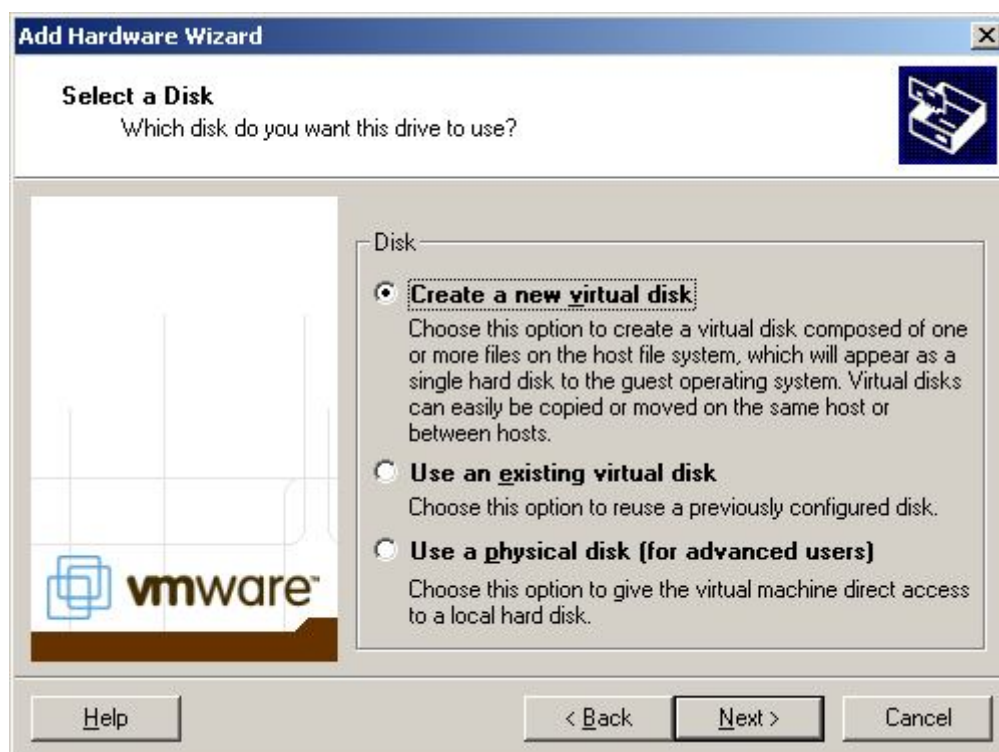 Add Hardware Wizard
Select a Disk
Which disk do you want this drive to use?
Disk
Create a new virtual disk
Choose this option to create a virtual disk composed of one
or more files on the host file system, which will appear as a
single hard disk to the guest operating system. Virtual disks
can easily be copied or moved on the same host or
between hosts.
Use an existing virtual disk
Choose this option to reuse a previously configured disk.
Use a physical disk (for advanced users)
Choose this option to give the virtual machine direct access
to a local hard disk.
vmware™
Help
< Back
Next >
Cancel